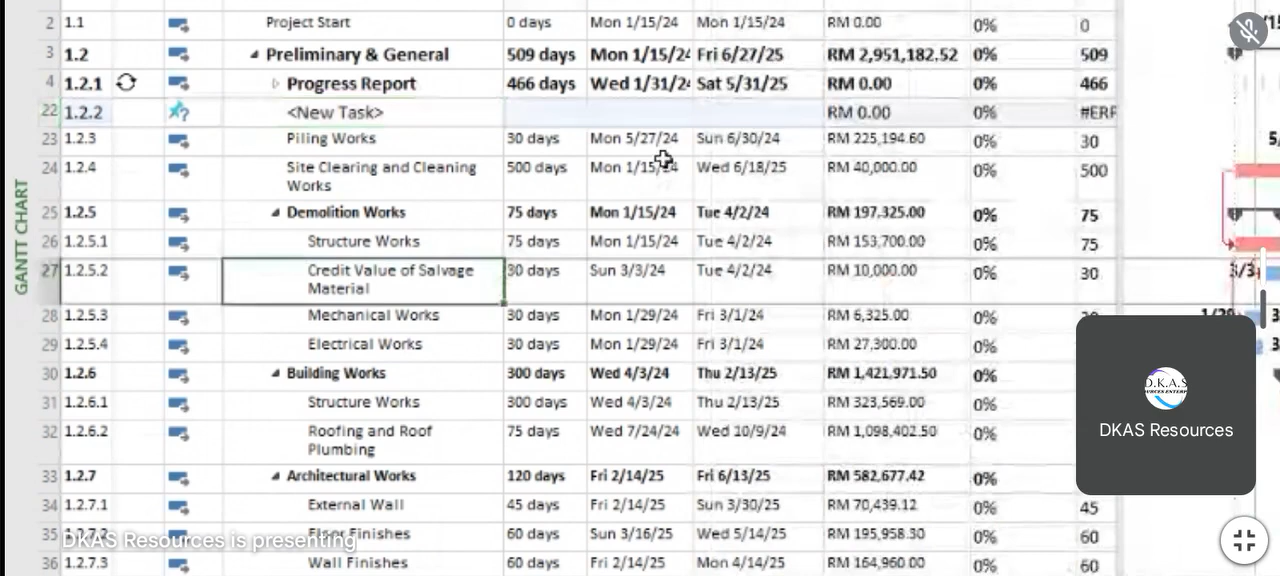 2 1.1 Project Start 0 days Mon 1/15/24 Mon 1/15/24 RM 0.00 0% 0
3 1.2 Preliminary & General 509 days Mon 1/15/24 Fri 6/27/25 RM 2,951,182.52 0% 509
4 1.2.1 Progress Report 466 days Wed 1/31/24 Sat 5/31/25 RM 0.00 0% 466
22 1.2.2 <New Task> RM 0.00 0% #ERR
23 1.2.3 Piling Works 30 days Mon 5/27/24 Sun 6/30/24 RM 225,194.60 0% 30
24 1.2.4 Site Clearing and Cleaning 500 days Mon 1/15/24 Wed 6/18/25 RM 40,000.00 0% 500
Works
25 1.2.5 Demolition Works 75 days Mon 1/15/24 Tue 4/2/24 RM 197,325.00 0% 75
26 1.2.5.1 Structure Works 75 days Mon 1/15/24 Tue 4/2/24 RM 153,700.00 0% 75
27 1.2.5.2 Credit Value of Salvage 30 days Sun 3/3/24 Tue 4/2/24 RM 10,000.00 0% 30
Material
28 1.2.5.3 Mechanical Works 30 days Mon 1/29/24 Fri 3/1/24 RM 6,325.00 0%
29 1.2.5.4 Electrical Works 30 days Mon 1/29/24 Fri 3/1/24 RM 27,300.00 0%
30 1.2.6 Building Works 300 days Wed 4/3/24 Thu 2/13/25 RM 1,421,971.50 0%
31 1.2.6.1 Structure Works 300 days Wed 4/3/24 Thu 2/13/25 RM 323,569.00 0%
32 1.2.6.2 Roofing and Roof 75 days Wed 7/24/24 Wed 10/9/24 RM 1,098,402.50 0%
Plumbing
33 1.2.7 Architectural Works 120 days Fri 2/14/25 Fri 6/13/25 RM 582,677.42 0%
34 1.2.7.1 External Wall 45 days Fri 2/14/25 Sun 3/30/25 RM 70,439.12 0% 45
35 1.2.7.2 Floor Finishes 60 days Sun 3/16/25 Wed 5/14/25 RM 195,958.30 0% 60
36 1.2.7.3 Wall Finishes 60 days Fri 2/14/25 Mon 4/14/25 RM 164,960.00 0% 60
GANTT CHART
DKAS Resources is presenting
D.K.A.S
DKAS Resources